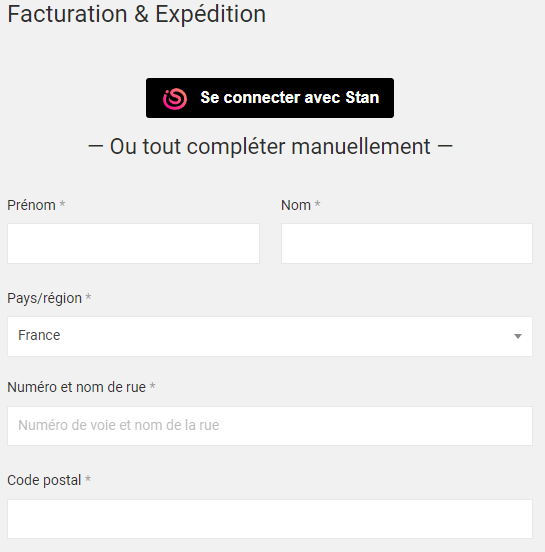 Facturation & Expédition
Se connecter avec Stan
— Ou tout compléter manuellement —
Prénom *
Nom *
Pays/région *
France
Numéro et nom de rue *
Numéro de voie et nom de la rue
Code postal *